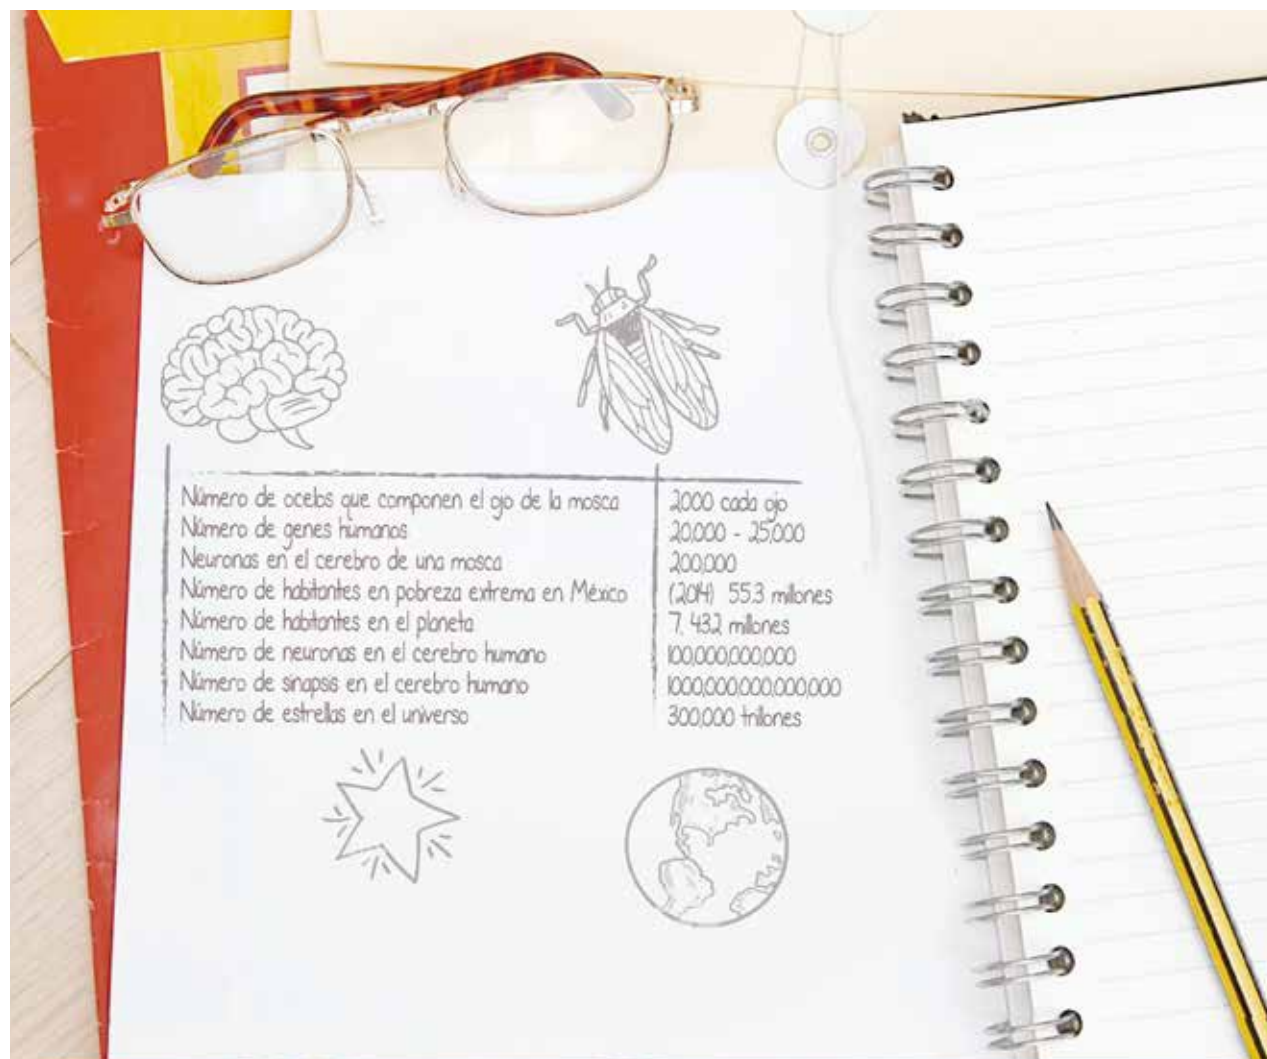 Número de ocelos que componen el ojo de la mosca 2000 cada ojo
Número de genes humanos 20,000 - 25,000
Neuronas en el cerebro de una mosca 200,000
Número de habitantes en pobreza extrema en México (2014) 55.3 millones
Número de habitantes en el planeta 7, 432 millones
Número de neuronas en el cerebro humano 100,000,000,000
Número de sinapsis en el cerebro humano 1000,000,000,000,000
Número de estrellas en el universo 300,000 trillones